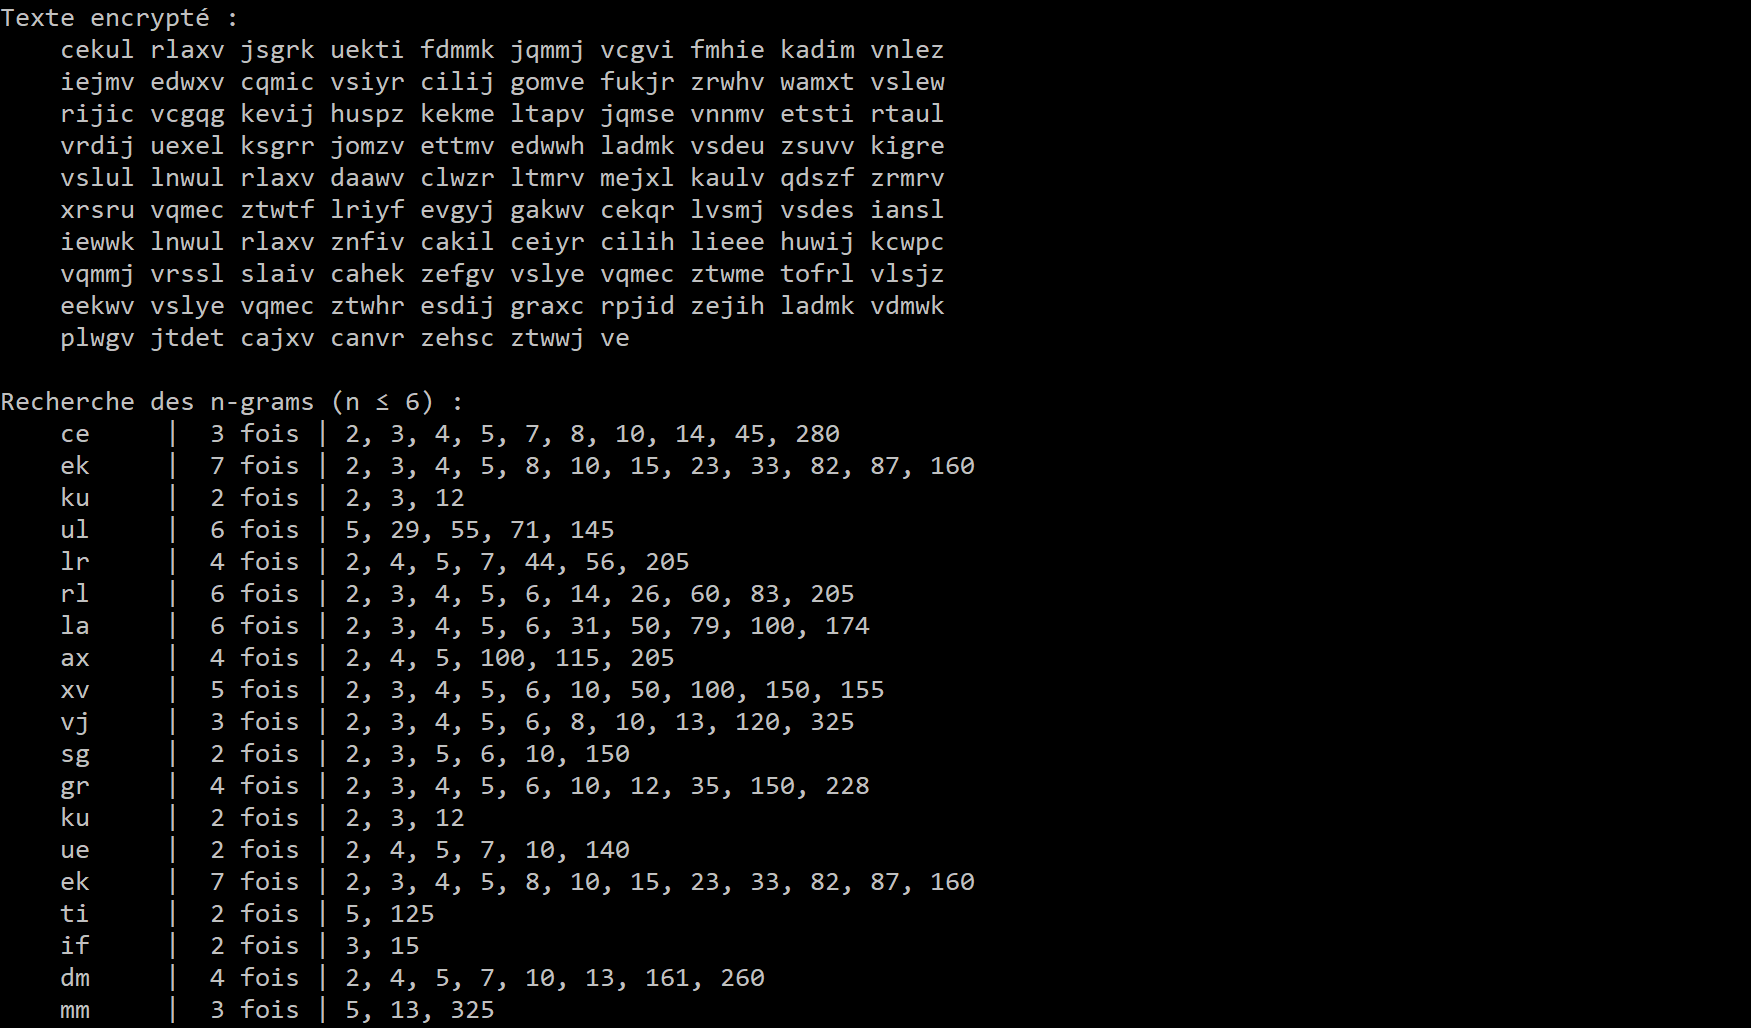 Texte encrypté :
cekul rlaxv jsgrk uekti fdmmk jqmmj vcgvi fmhie kadim vnlez
iejmv edwxv cqmic vsiyr cilij gomve fukjr zrwhv wamxt vslew
rijic vcgqg kevij huspz kekme ltapv jqmse vnnmv etsti rtaul
vrdij uexel ksgrr jomzv ettmv edwwh ladmk vsdeu zsuvv kigre
vslul lnwul rlaxv daawv clwzr ltmrv mejxl kaulv qdszf zrmrv
xrsru vqmec ztwtf lriyf evgyj gakwv cekqr lvsmj vsdes iansl
iewwk lnwul rlaxv znfiv cakil ceiyr cilih lieee huwij kcwpc
vqmmj vrssl slaiv cahek zefgv vslye vqmec ztwme tofrl vlsjz
eekwv vslye vqmec ztwhr esdij graxc rpjid zejih ladmk vdmwk
plwgv jtdet cajxv canvr zehsc ztwwj ve
Recherche des n-grams (n ≤ 6) :
ce | 3 fois | 2, 3, 4, 5, 7, 8, 10, 14, 45, 280
ek | 7 fois | 2, 3, 4, 5, 8, 10, 15, 23, 33, 82, 87, 160
ku | 2 fois | 2, 3, 12
ul | 6 fois | 5, 29, 55, 71, 145
lr | 4 fois | 2, 4, 5, 7, 44, 56, 205
rl | 6 fois | 2, 3, 4, 5, 6, 14, 26, 60, 83, 205
la | 6 fois | 2, 3, 4, 5, 6, 31, 50, 79, 100, 174
ax | 4 fois | 2, 4, 5, 100, 115, 205
xv | 5 fois | 2, 3, 4, 5, 6, 10, 50, 100, 150, 155
vj | 3 fois | 2, 3, 4, 5, 6, 8, 10, 13, 120, 325
sg | 2 fois | 2, 3, 5, 6, 10, 150
gr | 4 fois | 2, 3, 4, 5, 6, 10, 12, 35, 150, 228
ku | 2 fois | 2, 3, 12
ue | 2 fois | 2, 4, 5, 7, 10, 140
ek | 7 fois | 2, 3, 4, 5, 8, 10, 15, 23, 33, 82, 87, 160
ti | 2 fois | 5, 125
if | 2 fois | 3, 15
dm | 4 fois | 2, 4, 5, 7, 10, 13, 161, 260
mm | 3 fois | 5, 13, 325